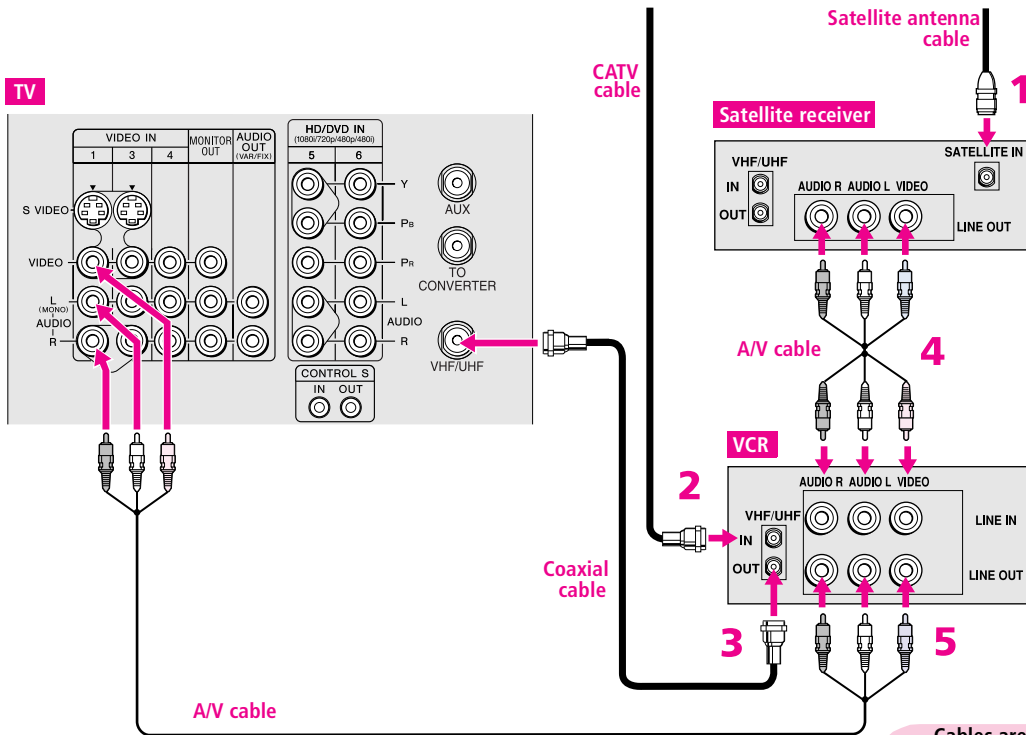 Satellite antenna
cable
CATV
cable
1
TV
Satellite receiver
VIDEO IN
1 3 4
MONITOR
OUT
AUDIO
OUT
(VAR/FIX)
HD/DVD IN
(1080i/720p/480p/480i)
5 6
S VIDEO
VIDEO
L
(MONO)
AUDIO
R
Y
PB
PR
L
AUDIO
R
AUX
TO
CONVERTER
VHF/UHF
CONTROL S
IN OUT
VHF/UHF
IN
OUT
AUDIO R AUDIO L VIDEO
SATELLITE IN
LINE OUT
A/V cable
4
VCR
2
AUDIO R AUDIO L VIDEO
VHF/UHF
IN
OUT
LINE IN
LINE OUT
Coaxial
cable
3
5
A/V cable
Cables are